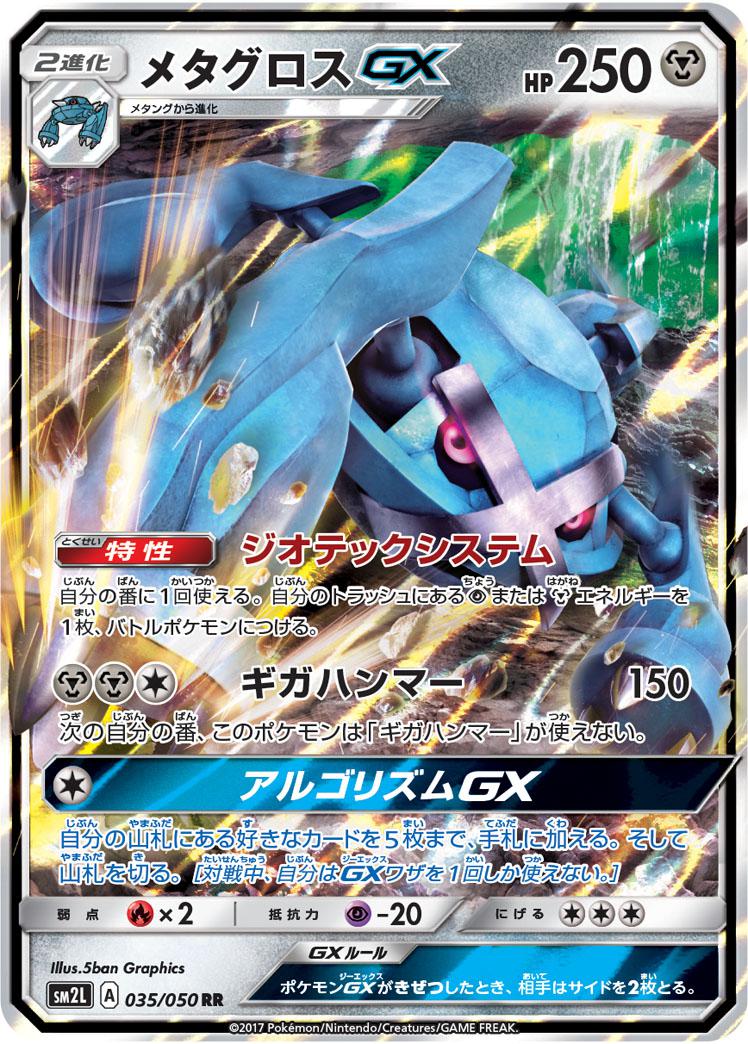 2進化 メタグロスGX HP250
メタングから進化
とくせい
特性 ジオテックシステム
自分の番に1回使える。自分のトラッシュにあるまたはエネルギーを
1枚、バトルポケモンにつける。
ギガハンマー 150
次の自分の番、このポケモンは「ギガハンマー」が使えない。
アルゴリズムGX
自分の山札にある好きなカードを5枚まで、手札に加える。そして
山札を切る。[対戦中、自分はGXワザを1回しか使えない。]
弱点 ×2 抵抗力 -20 にげる
Illus.5ban Graphics
GXルール
ポケモンGXがきぜつしたとき、相手はサイドを2枚とる。
SM2L A 035/050 RR
©2017 Pokémon/Nintendo/Creatures/GAME FREAK.